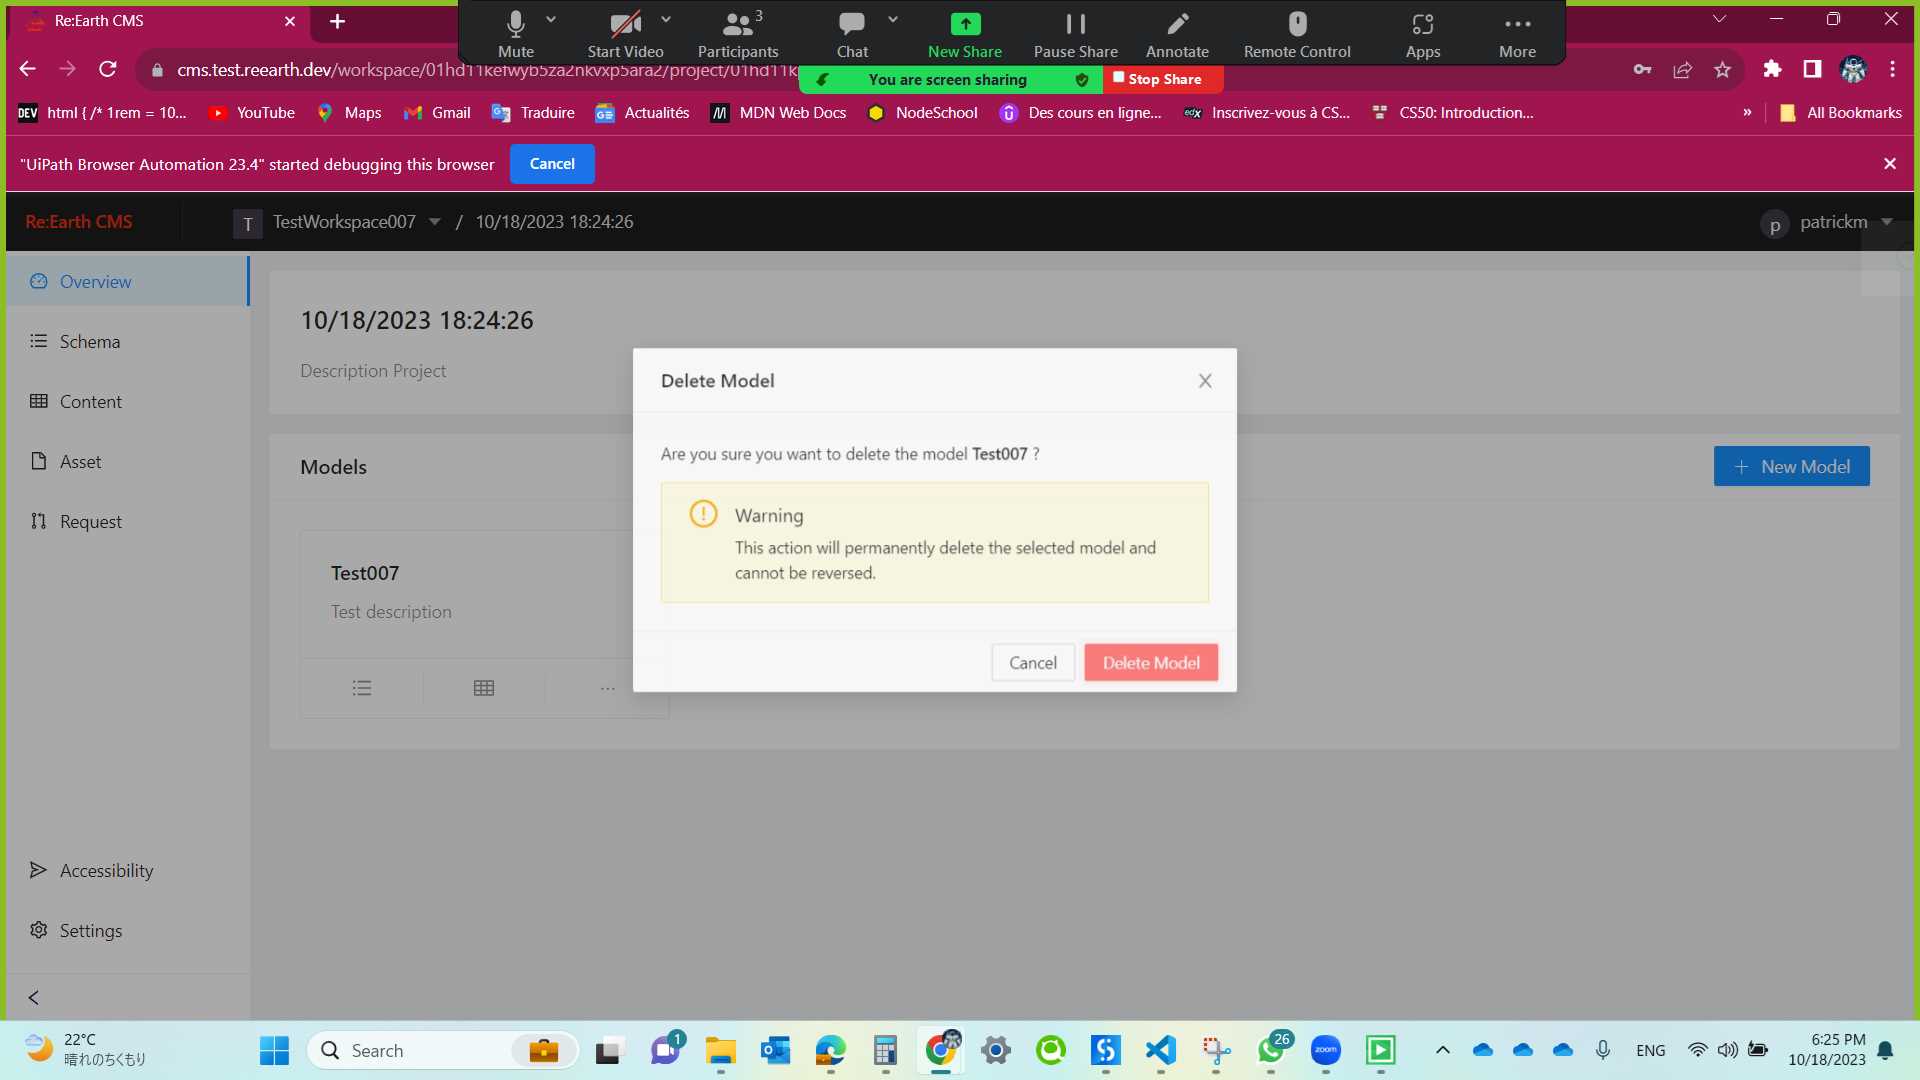 Re:Earth CMS
3
Mute
Start Video
Participants
Chat
New Share
Pause Share
Annotate
Remote Control
Apps
More
cms.test.reearth.dev/workspace/01hd11kefwyb5za2nkvxp5ara2/project/01hd11k
You are screen sharing
Stop Share
DEV html { /* 1rem = 10...
YouTube
Maps
Gmail
Traduire
Actualités
MDN Web Docs
NodeSchool
Des cours en ligne...
edx Inscrivez-vous à CS...
CS50: Introduction...
»
All Bookmarks
"UiPath Browser Automation 23.4" started debugging this browser
Cancel
Re:Earth CMS
T TestWorkspace007 / 10/18/2023 18:24:26
p patrickm
Overview
Schema
Content
Asset
Request
Accessibility
Settings
10/18/2023 18:24:26
Description Project
Models
+ New Model
Test007
Test description
Delete Model
Are you sure you want to delete the model Test007 ?
Warning
This action will permanently delete the selected model and
cannot be reversed.
Cancel
Delete Model
22°C
晴れのちくもり
Search
1
26
zoom
ENG
6:25 PM
10/18/2023